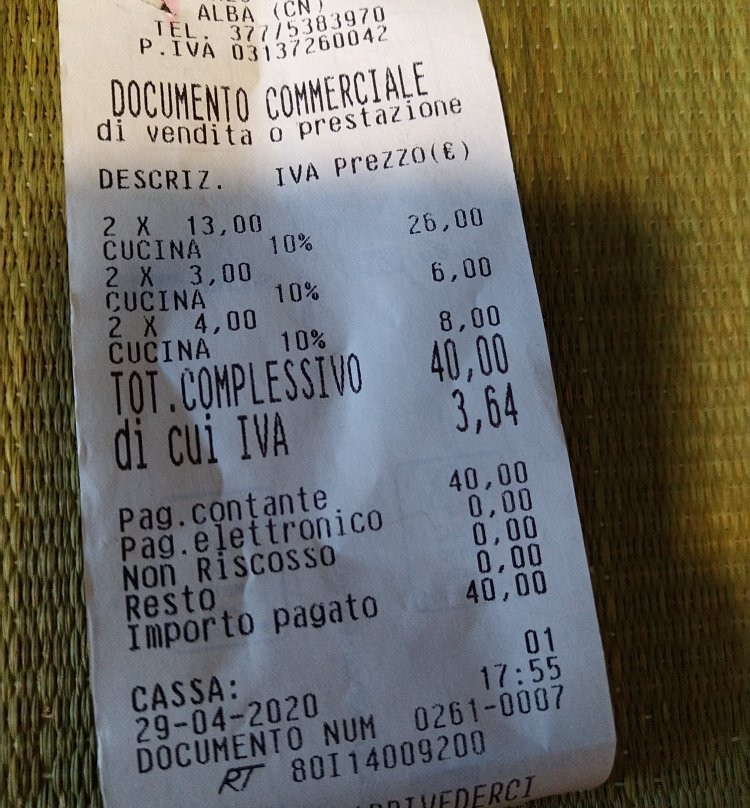 ALBA (CN)
TEL. 377/5383970
P.IVA 03137260042
DOCUMENTO COMMERCIALE
di vendita o prestazione
DESCRIZ. IVA Prezzo(€)
2 X 13,00 26,00
CUCINA 10%
2 X 3,00 6,00
CUCINA 10%
2 X 4,00 8,00
CUCINA 10%
TOT.COMPLESSIVO 40,00
di cui IVA 3,64
Pag.contante 40,00
Pag.elettronico 0,00
Non Riscosso 0,00
Resto 0,00
Importo pagato 40,00
CASSA: 01
29-04-2020 17:55
DOCUMENTO NUM 0261-0007
RT 80I14009200